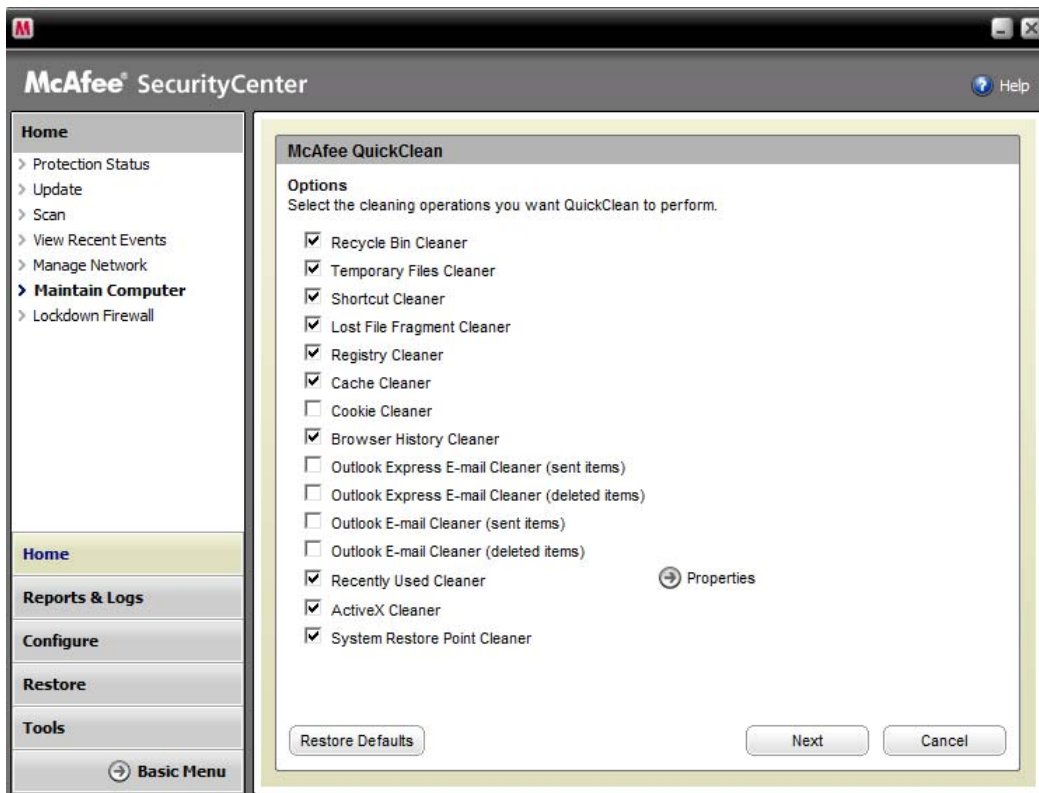 McAfee® SecurityCenter
Help
Home
Protection Status
Update
Scan
View Recent Events
Manage Network
Maintain Computer
Lockdown Firewall
Home
Reports & Logs
Configure
Restore
Tools
Basic Menu
McAfee QuickClean
Options
Select the cleaning operations you want QuickClean to perform.
Recycle Bin Cleaner
Temporary Files Cleaner
Shortcut Cleaner
Lost File Fragment Cleaner
Registry Cleaner
Cache Cleaner
Cookie Cleaner
Browser History Cleaner
Outlook Express E-mail Cleaner (sent items)
Outlook Express E-mail Cleaner (deleted items)
Outlook E-mail Cleaner (sent items)
Outlook E-mail Cleaner (deleted items)
Recently Used Cleaner
Properties
ActiveX Cleaner
System Restore Point Cleaner
Restore Defaults
Next
Cancel